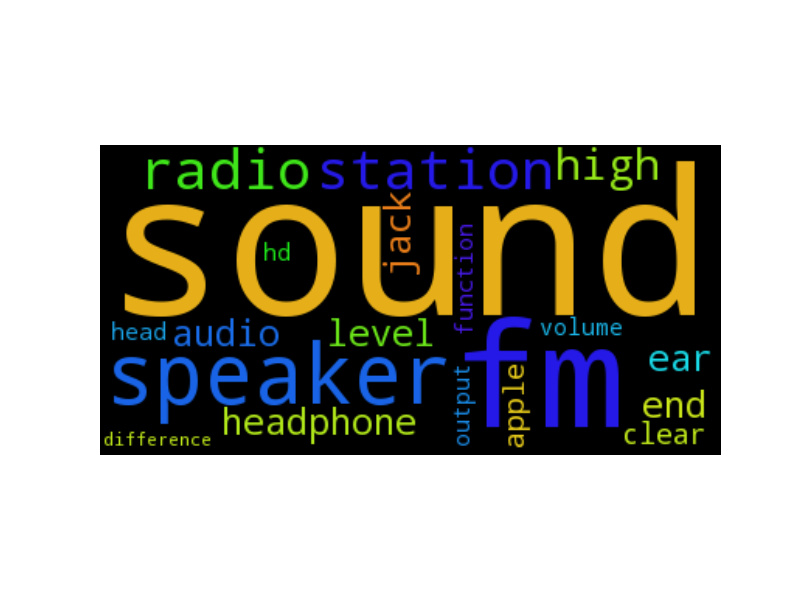 radio station high
sound
jack
hd
function
head audio level volume
speaker fm ear
output apple
headphone end
difference clear